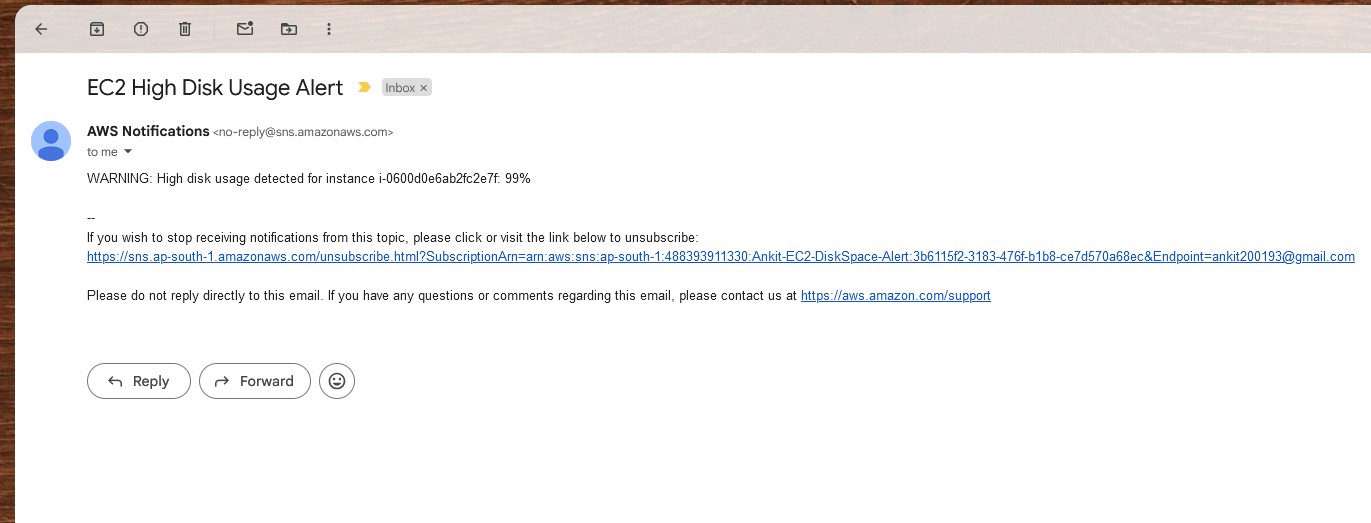 EC2 High Disk Usage Alert Inbox ×
AWS Notifications <no-reply@sns.amazonaws.com>
to me
WARNING: High disk usage detected for instance i-0600d0e6ab2fc2e7f: 99%
--
If you wish to stop receiving notifications from this topic, please click or visit the link below to unsubscribe:
https://sns.ap-south-1.amazonaws.com/unsubscribe.html?SubscriptionArn=arn:aws:sns:ap-south-1:488393911330:Ankit-EC2-DiskSpace-Alert:3b6115f2-3183-476f-b1b8-ce7d570a68ec&Endpoint=ankit200193@gmail.com
Please do not reply directly to this email. If you have any questions or comments regarding this email, please contact us at https://aws.amazon.com/support
Reply Forward